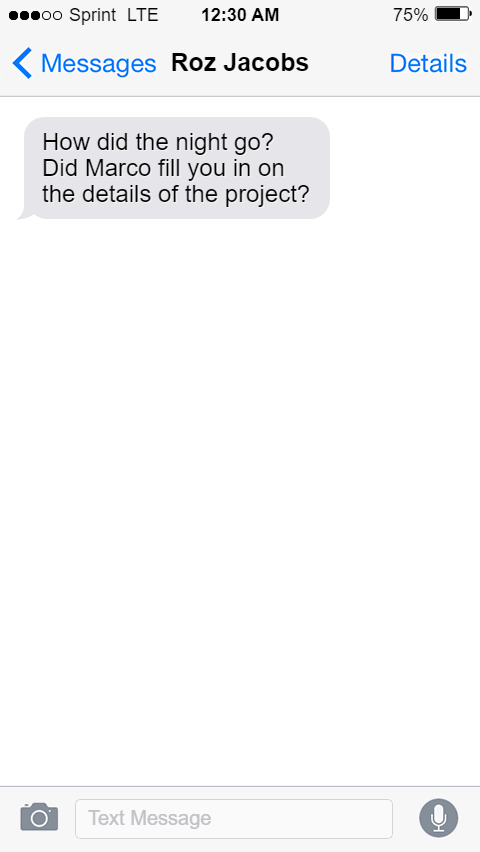 Sprint LTE 12:30 AM 75%
Messages Roz Jacobs Details
How did the night go?
Did Marco fill you in on
the details of the project?
Text Message